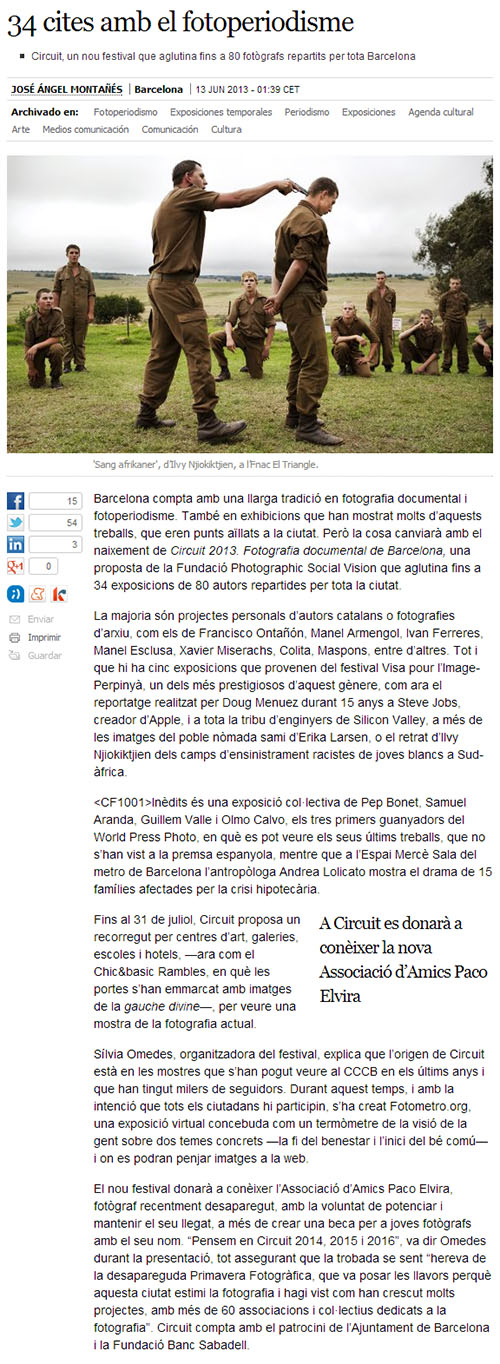 34 cites amb el fotoperiodisme
Circuit, un nou festival que aglutina fins a 80 fotògrafs repartits per tota Barcelona
JOSÉ ÁNGEL MONTAÑÉS | Barcelona | 13 JUN 2013 - 01:39 CET
Archivado en: Fotoperiodismo Exposiciones temporales Periodismo Exposiciones Agenda cultural
Arte Medios comunicación Comunicación Cultura
'Sang afrikaner', d'Ilvy Njiokiktjien, a l'Fnac El Triangle.
15
54
3
+1 0
Enviar
Imprimir
Guardar
Barcelona compta amb una llarga tradició en fotografia documental i
fotoperiodisme. També en exhibicions que han mostrat molts d'aquests
treballs, que eren punts aïllats a la ciutat. Però la cosa canviarà amb el
naixement de Circuit 2013. Fotografia documental de Barcelona, una
proposta de la Fundació Photographic Social Vision que aglutina fins a
34 exposicions de 80 autors repartides per tota la ciutat.
La majoria són projectes personals d'autors catalans o fotografies
d'arxiu, com els de Francisco Ontañón, Manel Armengol, Ivan Ferreres,
Manel Esclusa, Xavier Miserachs, Colita, Maspons, entre d'altres. Tot i
que hi ha cinc exposicions que provenen del festival Visa pour l'Image-
Perpinyà, un dels més prestigiosos d'aquest gènere, com ara el
reportatge realitzat per Doug Menuez durant 15 anys a Steve Jobs,
creador d'Apple, i a tota la tribu d'enginyers de Silicon Valley, a més de
les imatges del poble nòmada sami d'Erika Larsen, o el retrat d'Ilvy
Njiokiktjien dels camps d'ensinistrament racistes de joves blancs a Sud-
àfrica.
<CF1001>Inèdits és una exposició col·lectiva de Pep Bonet, Samuel
Aranda, Guillem Valle i Olmo Calvo, els tres primers guanyadors del
World Press Photo, en què es pot veure els seus últims treballs, que no
s'han vist a la premsa espanyola, mentre que a l'Espai Mercè Sala del
metro de Barcelona l'antropòloga Andrea Lolicato mostra el drama de 15
famílies afectades per la crisi hipotecària.
Fins al 31 de juliol, Circuit proposa un
recorregut per centres d'art, galeries,
escoles i hotels, —ara com el
Chic&basic Rambles, en què les
portes s'han emmarcat amb imatges
de la gauche divine—, per veure una
mostra de la fotografia actual.
A Circuit es donarà a
conèixer la nova
Associació d'Amics Paco
Elvira
Sílvia Omedes, organitzadora del festival, explica que l'origen de Circuit
està en les mostres que s'han pogut veure al CCCB en els últims anys i
que han tingut milers de seguidors. Durant aquest temps, i amb la
intenció que tots els ciutadans hi participin, s'ha creat Fotometro.org,
una exposició virtual concebuda com un termòmetre de la visió de la
gent sobre dos temes concrets —la fi del benestar i l'inici del bé comú—
i on es podran penjar imatges a la web.
El nou festival donarà a conèixer l'Associació d'Amics Paco Elvira,
fotògraf recentment desaparegut, amb la voluntat de potenciar i
mantenir el seu llegat, a més de crear una beca per a joves fotògrafs
amb el seu nom. “Pensem en Circuit 2014, 2015 i 2016”, va dir Omedes
durant la presentació, tot assegurant que la trobada se sent “hereva de
la desapareguda Primavera Fotogràfica, que va posar les llavors perquè
aquesta ciutat estimi la fotografia i hagi vist com han crescut molts
projectes, amb més de 60 associacions i col·lectius dedicats a la
fotografia”. Circuit compta amb el patrocini de l'Ajuntament de Barcelona
i la Fundació Banc Sabadell.